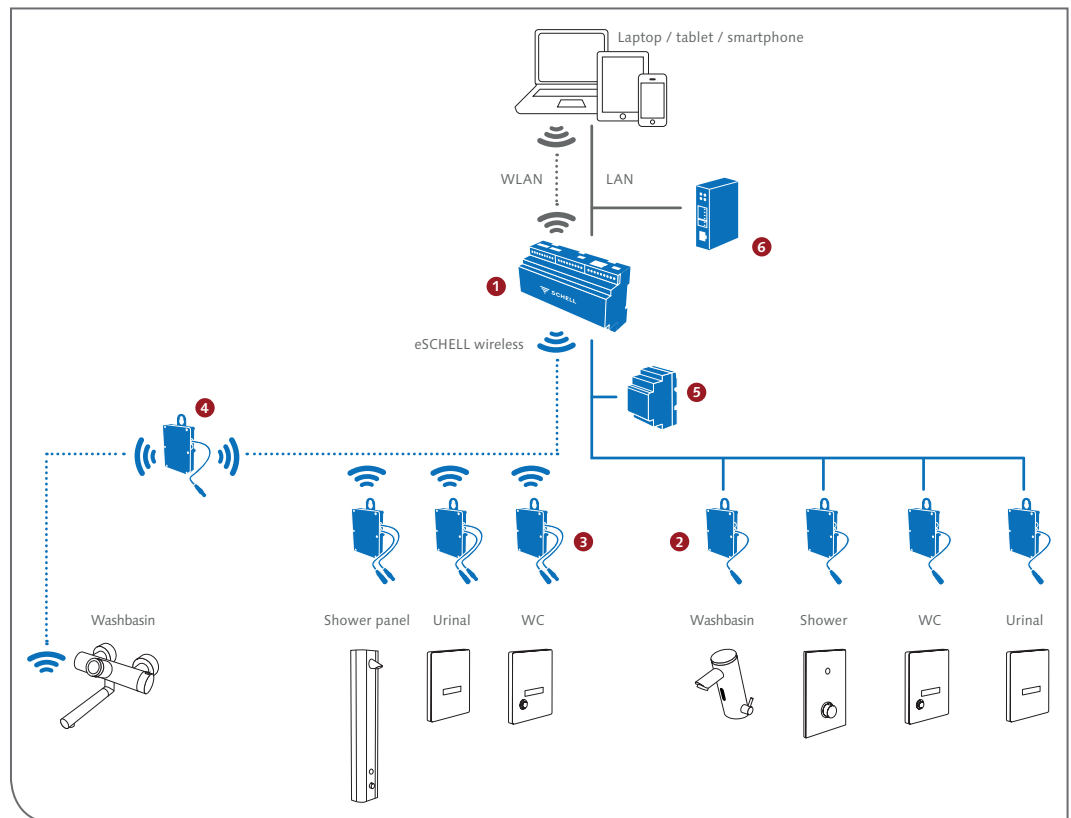 Laptop / tablet / smartphone
WLAN
LAN
6
1
SCHELL
eSCHELL wireless
5
4
3
2
Washbasin
Shower panel
Urinal
WC
Washbasin
Shower
WC
Urinal